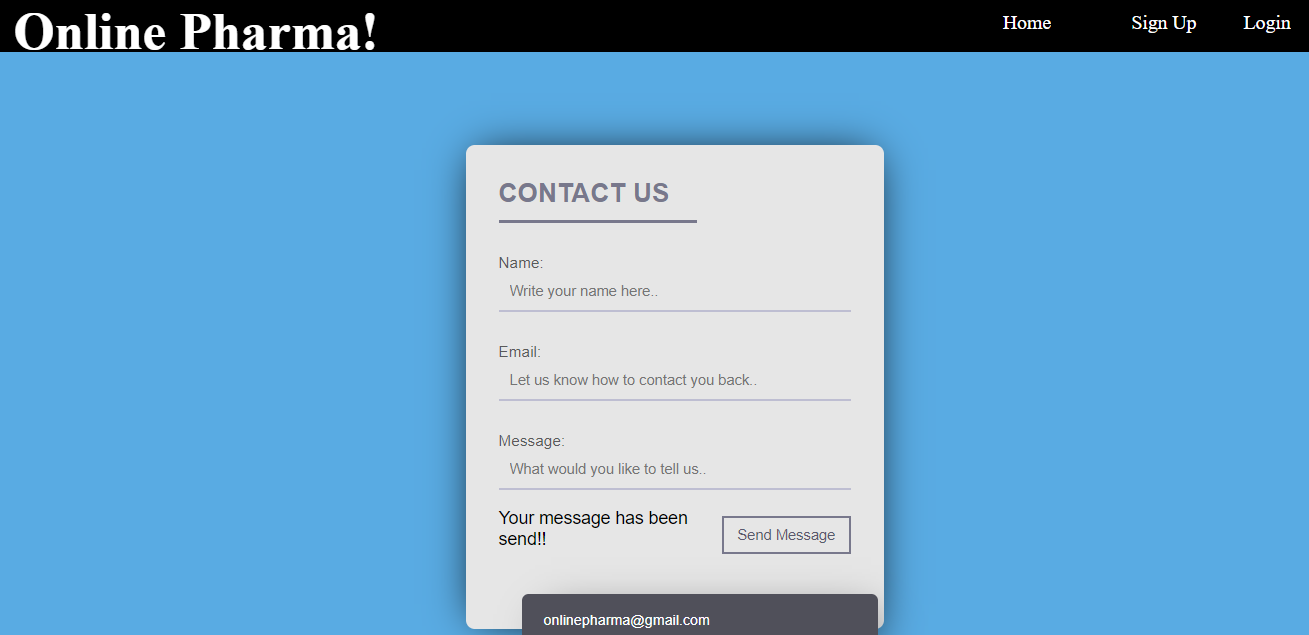 Online Pharma!
Home
Sign Up
Login
CONTACT US
Name:
Write your name here..
Email:
Let us know how to contact you back..
Message:
What would you like to tell us..
Your message has been
send!!
Send Message
onlinepharma@gmail.com